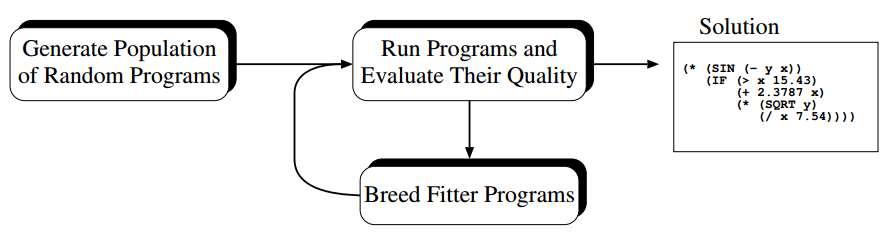 Generate Population
of Random Programs
Run Programs and
Evaluate Their Quality
Breed Fitter Programs
Solution
(* (SIN (- y x))
(IF (> x 15.43)
(+ 2.3787 x)
(* (SQRT y)
(/ x 7.54))))